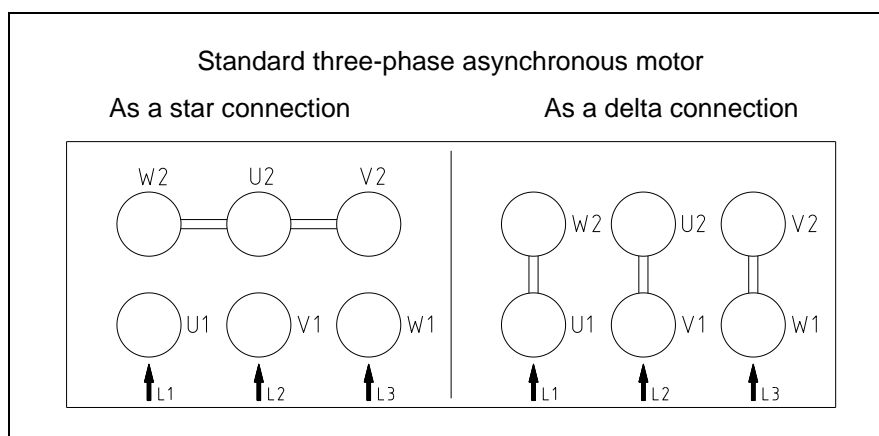 Standard three-phase asynchronous motor
As a star connection As a delta connection
W2 U2 V2
W2 U2 V2
U1 V1 W1
U1 V1 W1
L1 L2 L3
L1 L2 L3